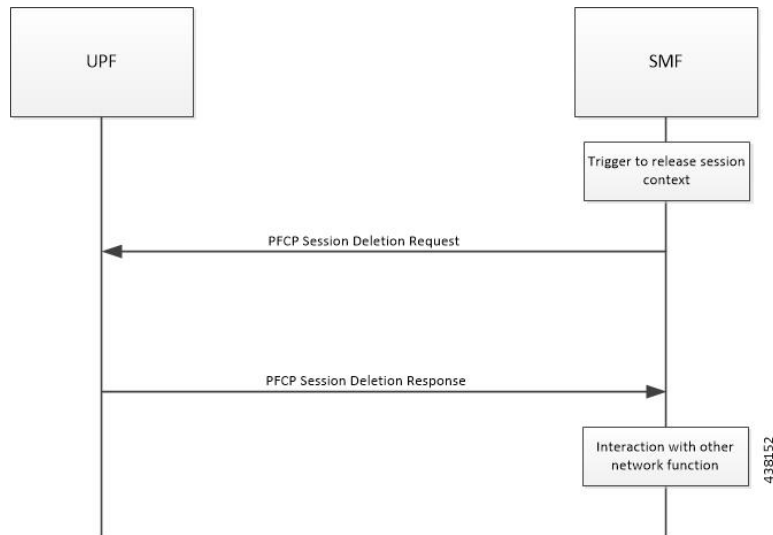 UPF
SMF
Trigger to release session
context
PFCP Session Deletion Request
PFCP Session Deletion Response
Interaction with other
network function
438152